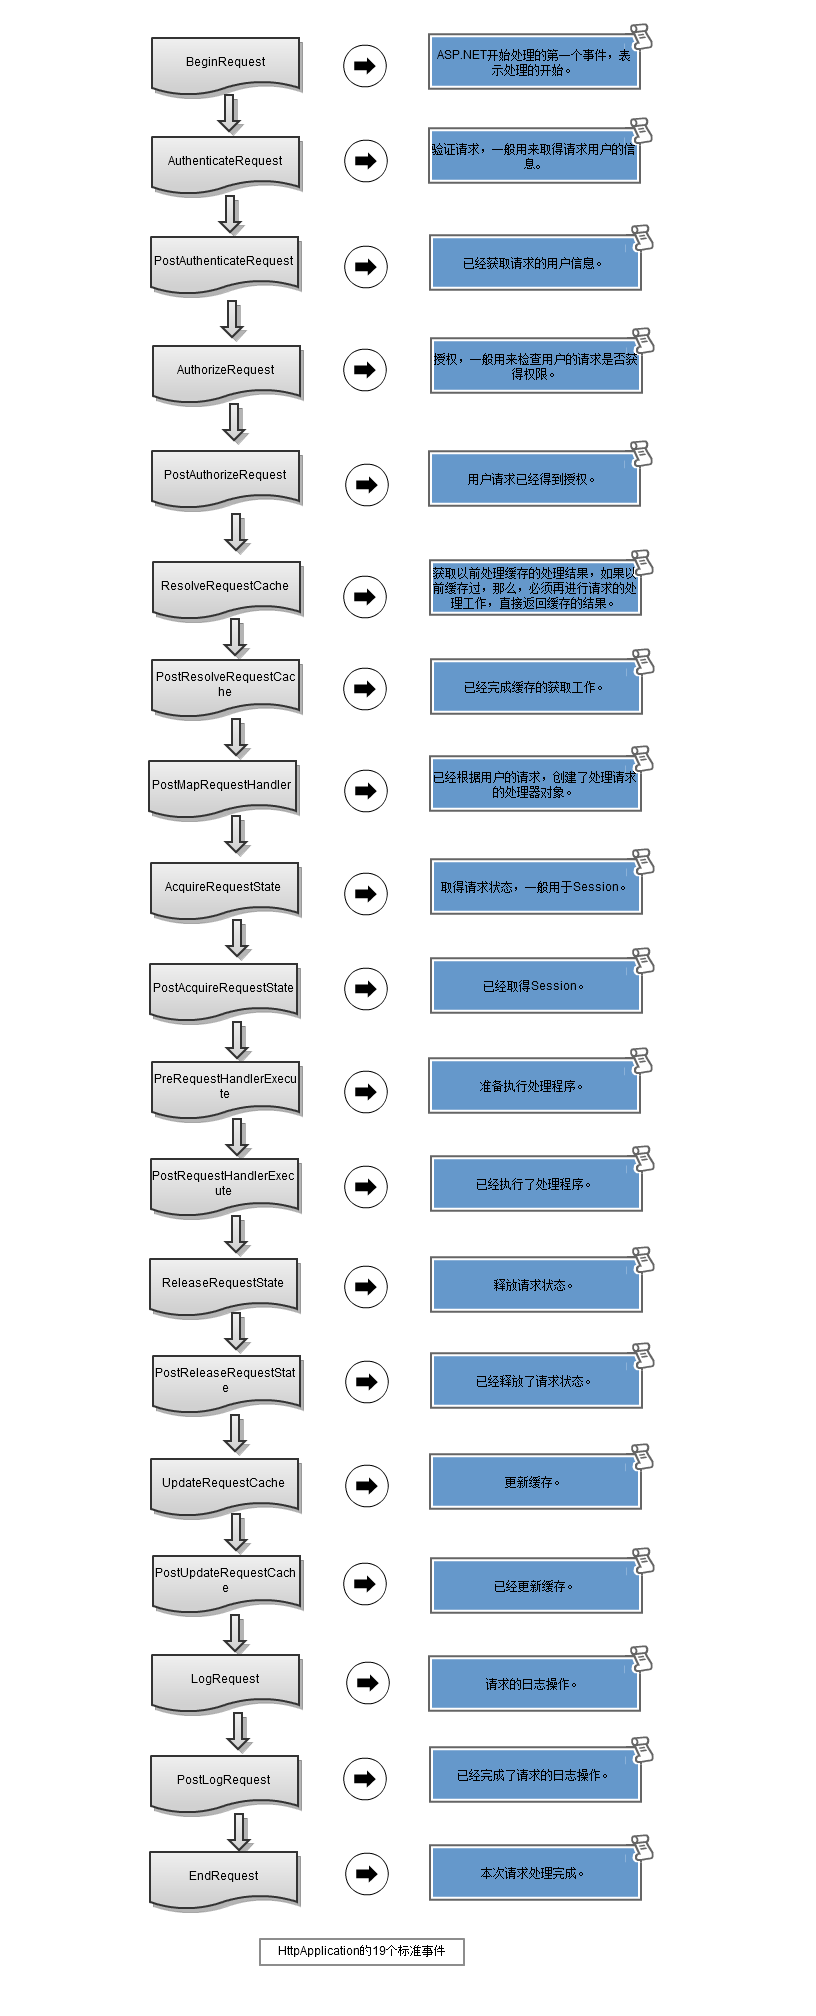 BeginRequest
ASP.NET开始处理的第一个事件，表
示处理的开始。
AuthenticateRequest
验证请求，一般用来取得请求用户的信
息。
PostAuthenticateRequest
已经获取请求的用户信息。
AuthorizeRequest
授权，一般用来检查用户的请求是否获
得权限。
PostAuthorizeRequest
用户请求已经得到授权。
ResolveRequestCache
获取以前处理缓存的处理结果，如果以
前缓存过，那么，必须再进行请求的处
理工作，直接返回缓存的结果。
PostResolveRequestCac
he
已经完成缓存的获取工作。
PostMapRequestHandler
已经根据用户的请求，创建了处理请求
的处理器对象。
AcquireRequestState
取得请求状态，一般用于Session。
PostAcquireRequestState
已经取得Session。
PreRequestHandlerExecu
te
准备执行处理程序。
PostRequestHandlerExec
ute
已经执行了处理程序。
ReleaseRequestState
释放请求状态。
PostReleaseRequestStat
e
已经释放了请求状态。
UpdateRequestCache
更新缓存。
PostUpdateRequestCach
e
已经更新缓存。
LogRequest
请求的日志操作。
PostLogRequest
已经完成了请求的日志操作。
EndRequest
本次请求处理完成。
HttpApplication的19个标准事件